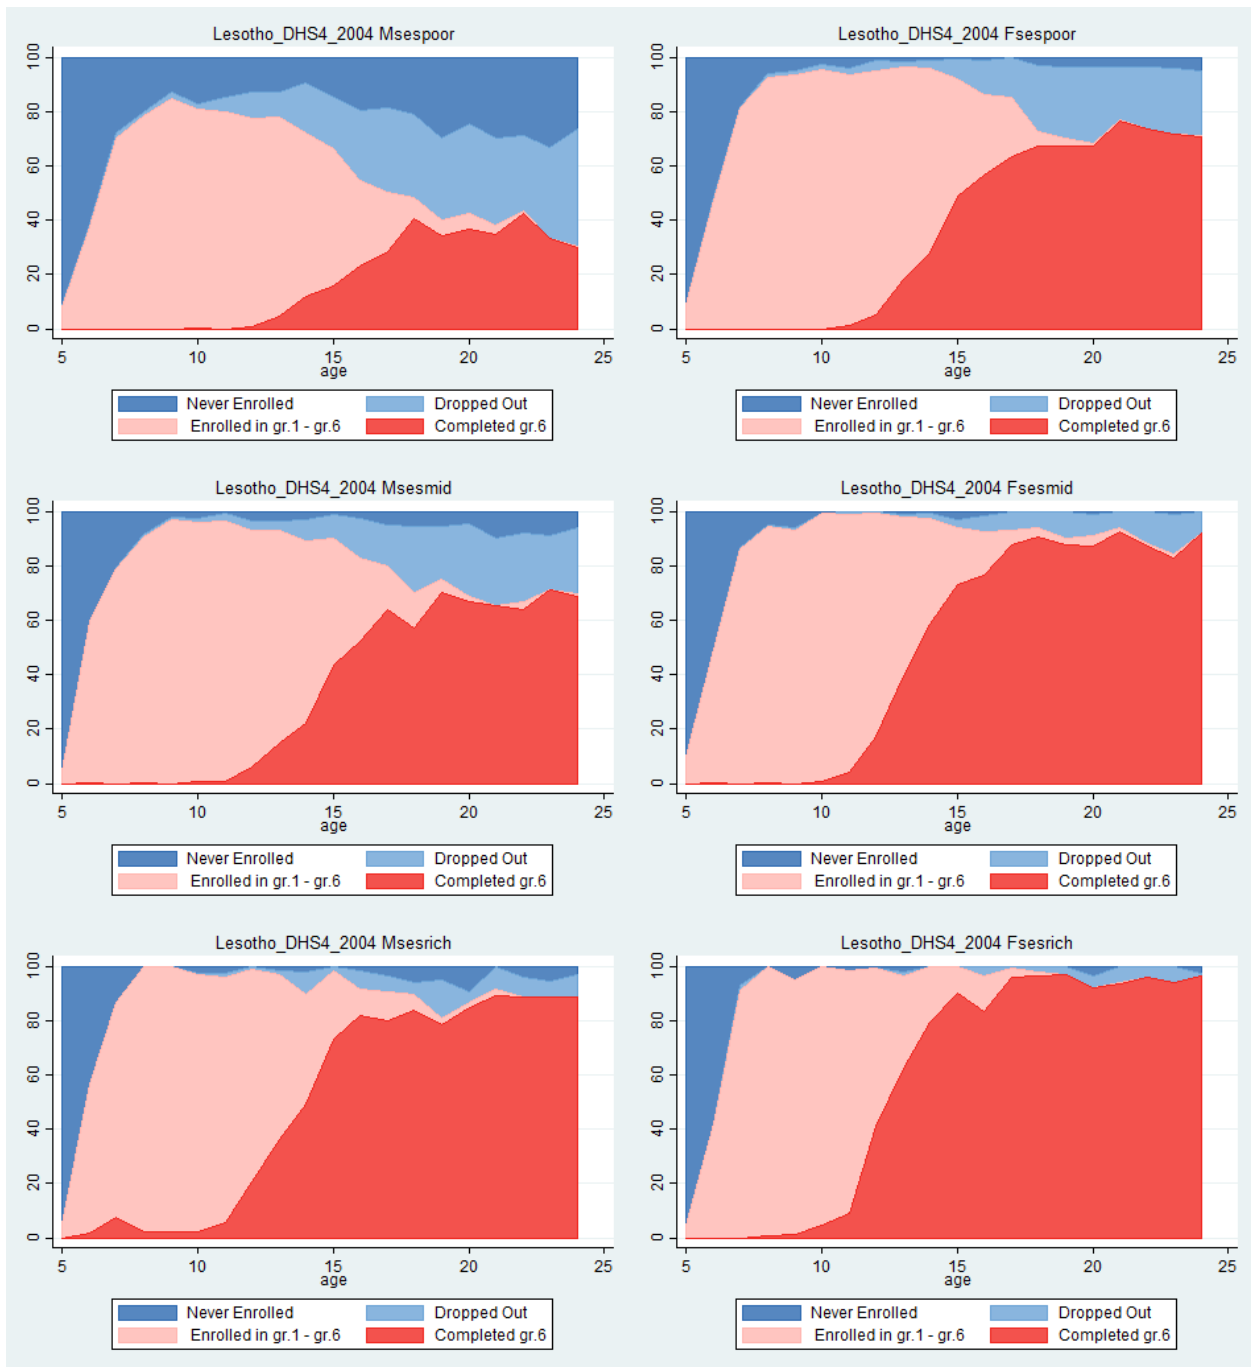 Lesotho_DHS4_2004 Msespoor
100
80
60
40
20
0
5 10 15 20 25
age
Never Enrolled Dropped Out
Enrolled in gr.1 - gr.6 Completed gr.6
Lesotho_DHS4_2004 Fsespoor
100
80
60
40
20
0
5 10 15 20 25
age
Never Enrolled Dropped Out
Enrolled in gr.1 - gr.6 Completed gr.6
Lesotho_DHS4_2004 Msesmid
100
80
60
40
20
0
5 10 15 20 25
age
Never Enrolled Dropped Out
Enrolled in gr.1 - gr.6 Completed gr.6
Lesotho_DHS4_2004 Fsesmid
100
80
60
40
20
0
5 10 15 20 25
age
Never Enrolled Dropped Out
Enrolled in gr.1 - gr.6 Completed gr.6
Lesotho_DHS4_2004 Msesrich
100
80
60
40
20
0
5 10 15 20 25
age
Never Enrolled Dropped Out
Enrolled in gr.1 - gr.6 Completed gr.6
Lesotho_DHS4_2004 Fsesrich
100
80
60
40
20
0
5 10 15 20 25
age
Never Enrolled Dropped Out
Enrolled in gr.1 - gr.6 Completed gr.6